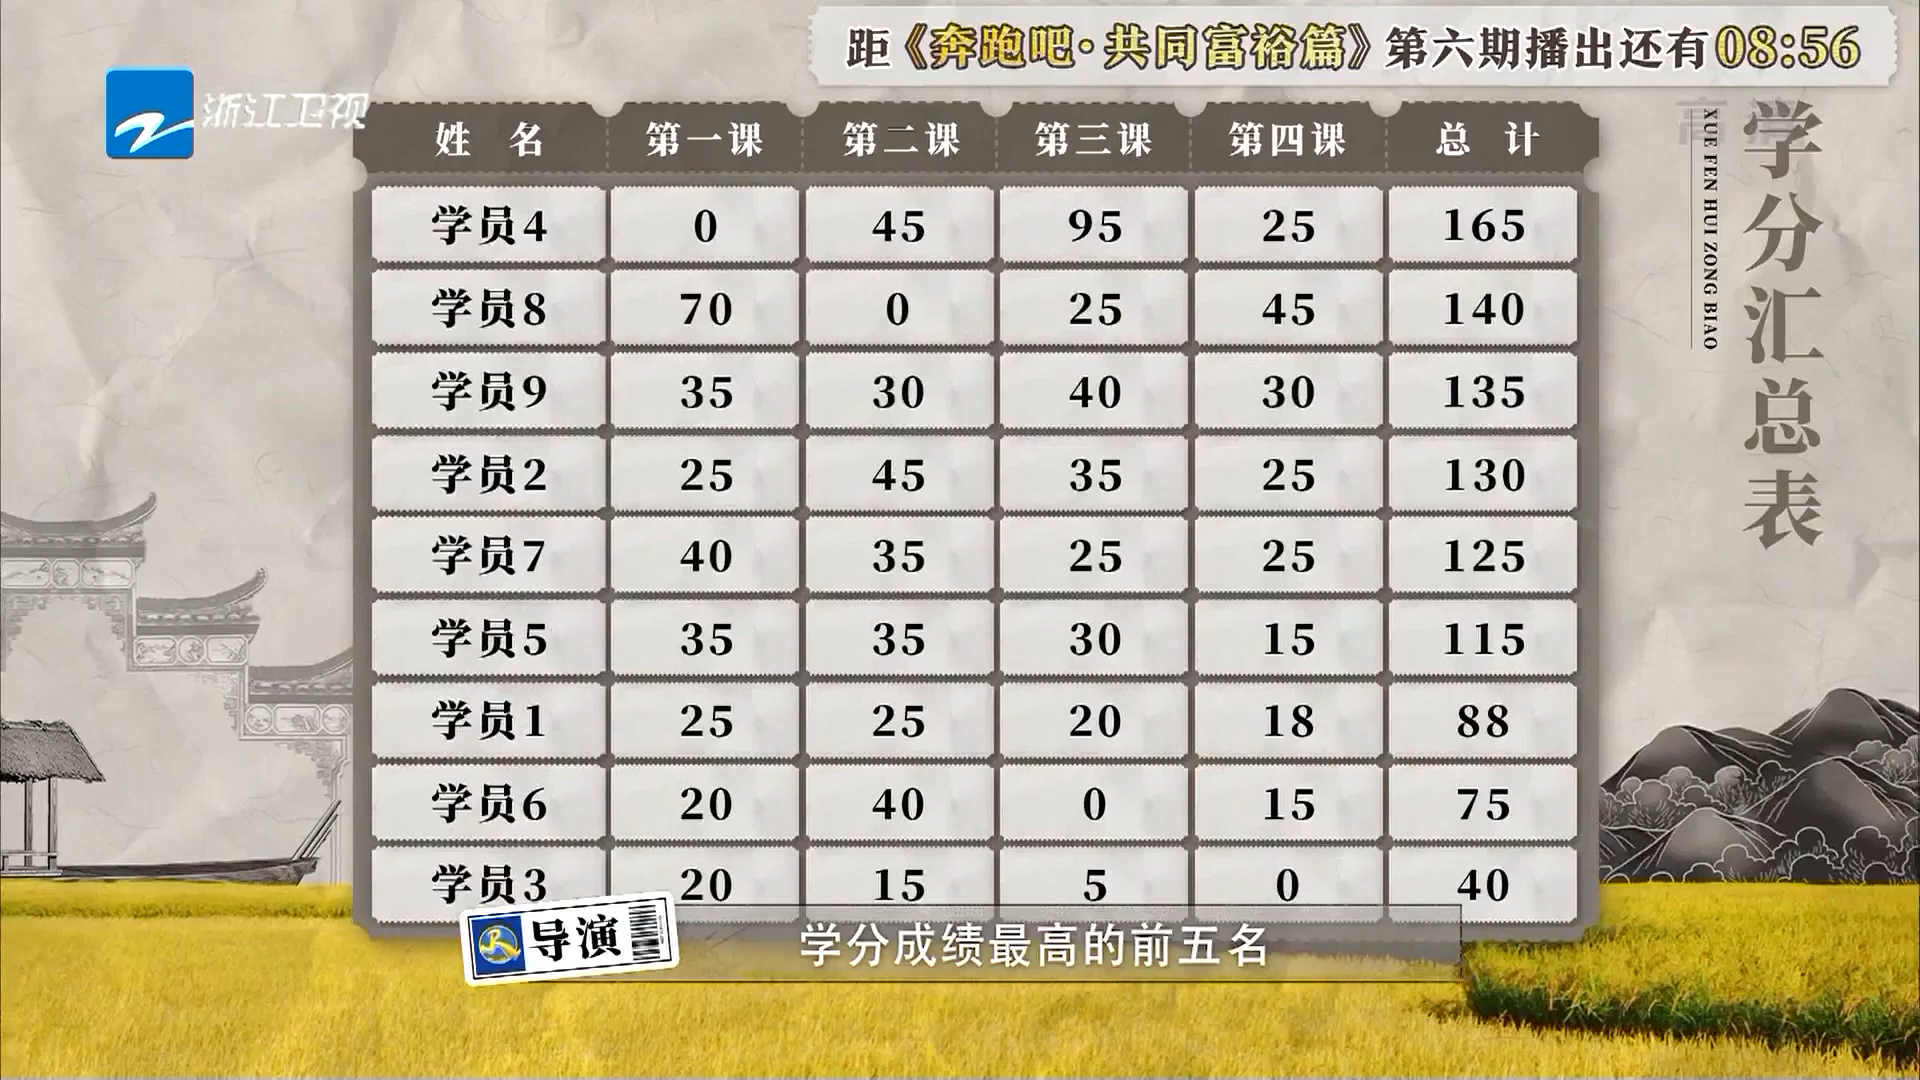 距《奔跑吧·共同富裕篇》第六期播出还有08:56
浙江卫视
姓 名 第一课 第二课 第三课 第四课 总 计
学员4 0 45 95 25 165
学员8 70 0 25 45 140
学员9 35 30 40 30 135
学员2 25 45 35 25 130
学员7 40 35 25 25 125
学员5 35 35 30 15 115
学员1 25 25 20 18 88
学员6 20 40 0 15 75
学员3 20 15 5 0 40
学分汇总表
XUE FEN HUI ZONG BIAO
高
导演
学分成绩最高的前五名